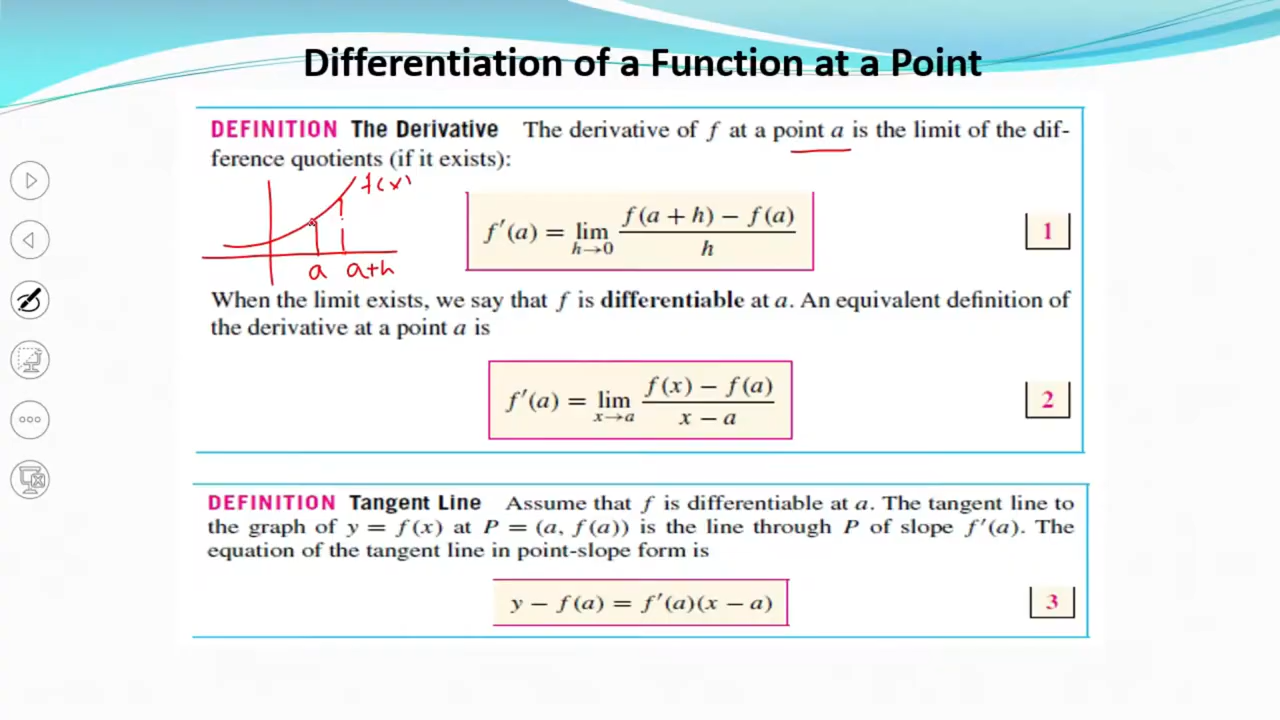 Differentiation of a Function at a Point
DEFINITION The Derivative The derivative of f at a point a is the limit of the dif-
ference quotients (if it exists):
f(x)
a a+h
f′(a) = lim h→0 f(a + h) − f(a) / h
1
When the limit exists, we say that f is differentiable at a. An equivalent definition of
the derivative at a point a is
f′(a) = lim x→a f(x) − f(a) / x − a
2
DEFINITION Tangent Line Assume that f is differentiable at a. The tangent line to
the graph of y = f(x) at P = (a, f(a)) is the line through P of slope f′(a). The
equation of the tangent line in point-slope form is
y − f(a) = f′(a)(x − a)
3